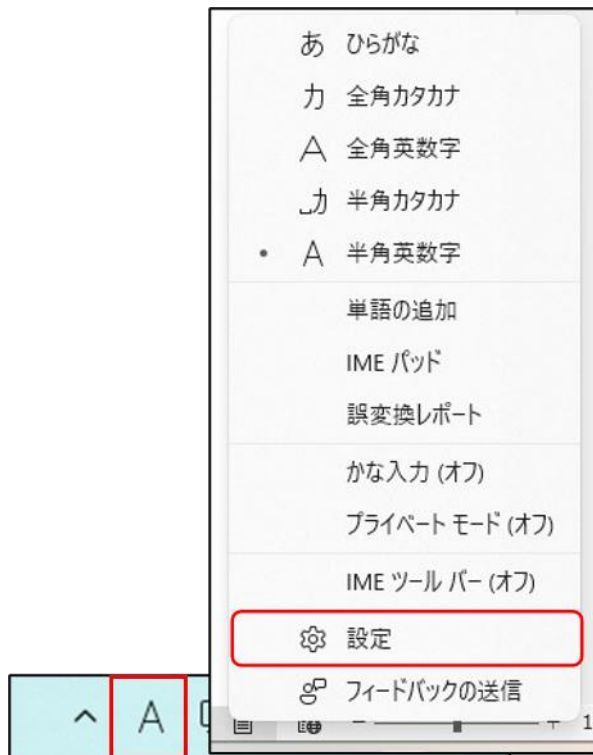 あ ひらがな
カ 全角カタカナ
A 全角英数字
カ 半角カタカナ
• A 半角英数字
単語の追加
IME パッド
誤変換レポート
かな入力 (オフ)
プライベート モード (オフ)
IME ツール バー (オフ)
設定
フィードバックの送信
A
− + 1